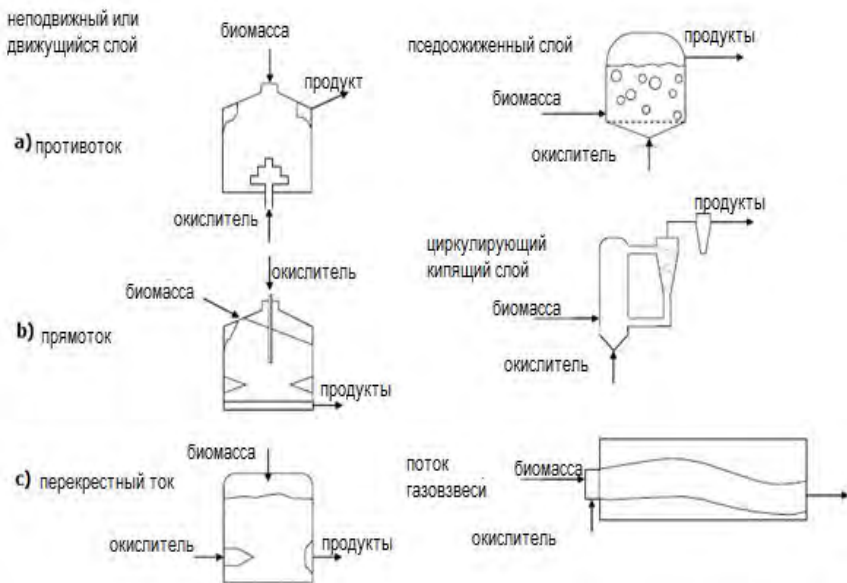 неподвижный или
движущийся слой
биомасса
продукт
a) противоток
окислитель
окислитель
биомасса
b) прямоток
продукты
биомасса
c) перекрестный ток
окислитель
продукты
пседоожиженный слой
продукты
биомасса
окислитель
продукты
циркулирующий
кипящий слой
биомасса
окислитель
поток
газовзвеси
биомасса
окислитель